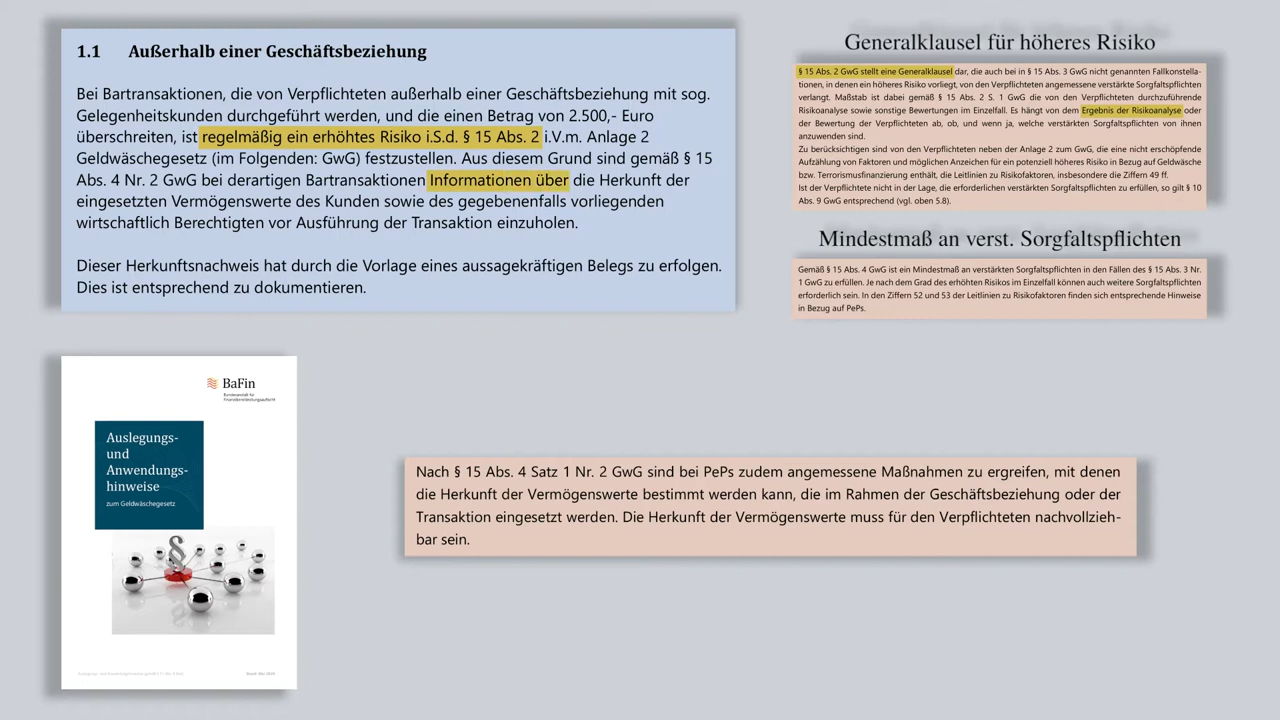 1.1 Außerhalb einer Geschäftsbeziehung
Bei Bartransaktionen, die von Verpflichteten außerhalb einer Geschäftsbeziehung mit sog.
Gelegenheitskunden durchgeführt werden, und die einen Betrag von 2.500,- Euro
überschreiten, ist regelmäßig ein erhöhtes Risiko i.S.d. § 15 Abs. 2 i.V.m. Anlage 2
Geldwäschegesetz (im Folgenden: GwG) festzustellen. Aus diesem Grund sind gemäß § 15
Abs. 4 Nr. 2 GwG bei derartigen Bartransaktionen Informationen über die Herkunft der
eingesetzten Vermögenswerte des Kunden sowie des gegebenenfalls vorliegenden
wirtschaftlich Berechtigten vor Ausführung der Transaktion einzuholen.
Dieser Herkunftsnachweis hat durch die Vorlage eines aussagekräftigen Belegs zu erfolgen.
Dies ist entsprechend zu dokumentieren.
Generalklausel für höheres Risiko
§ 15 Abs. 2 GwG stellt eine Generalklausel dar, die auch bei in § 15 Abs. 3 GwG nicht genannten Fallkonstella-
tionen, in denen ein höheres Risiko vorliegt, von den Verpflichteten angemessene verstärkte Sorgfaltspflichten
verlangt. Maßstab ist dabei gemäß § 15 Abs. 2 S. 1 GwG die von den Verpflichteten durchzuführende
Risikoanalyse sowie sonstige Bewertungen im Einzelfall. Es hängt von dem Ergebnis der Risikoanalyse oder
der Bewertung der Verpflichteten ab, ob, und wenn ja, welche verstärkten Sorgfaltspflichten von ihnen
anzuwenden sind.
Zu berücksichtigen sind von den Verpflichteten neben der Anlage 2 zum GwG, die eine nicht erschöpfende
Aufzählung von Faktoren und möglichen Anzeichen für ein potenziell höheres Risiko in Bezug auf Geldwäsche
bzw. Terrorismusfinanzierung enthält, die Leitlinien zu Risikofaktoren, insbesondere die Ziffern 49 ff.
Ist der Verpflichtete nicht in der Lage, die erforderlichen verstärkten Sorgfaltspflichten zu erfüllen, so gilt § 10
Abs. 9 GwG entsprechend (vgl. oben 5.8).
Mindestmaß an verst. Sorgfaltspflichten
Gemäß § 15 Abs. 4 GwG ist ein Mindestmaß an verstärkten Sorgfaltspflichten in den Fällen des § 15 Abs. 3 Nr.
1 GwG zu erfüllen. Je nach dem Grad des erhöhten Risikos im Einzelfall können auch weitere Sorgfaltspflichten
erforderlich sein. In den Ziffern 52 und 53 der Leitlinien zu Risikofaktoren finden sich entsprechende Hinweise
in Bezug auf PePs.
BaFin
Bundesanstalt für
Finanzdienstleistungsaufsicht
Auslegungs-
und
Anwendungs-
hinweise
zum Geldwäschegesetz
§
Nach § 15 Abs. 4 Satz 1 Nr. 2 GwG sind bei PePs zudem angemessene Maßnahmen zu ergreifen, mit denen
die Herkunft der Vermögenswerte bestimmt werden kann, die im Rahmen der Geschäftsbeziehung oder der
Transaktion eingesetzt werden. Die Herkunft der Vermögenswerte muss für den Verpflichteten nachvollzieh-
bar sein.